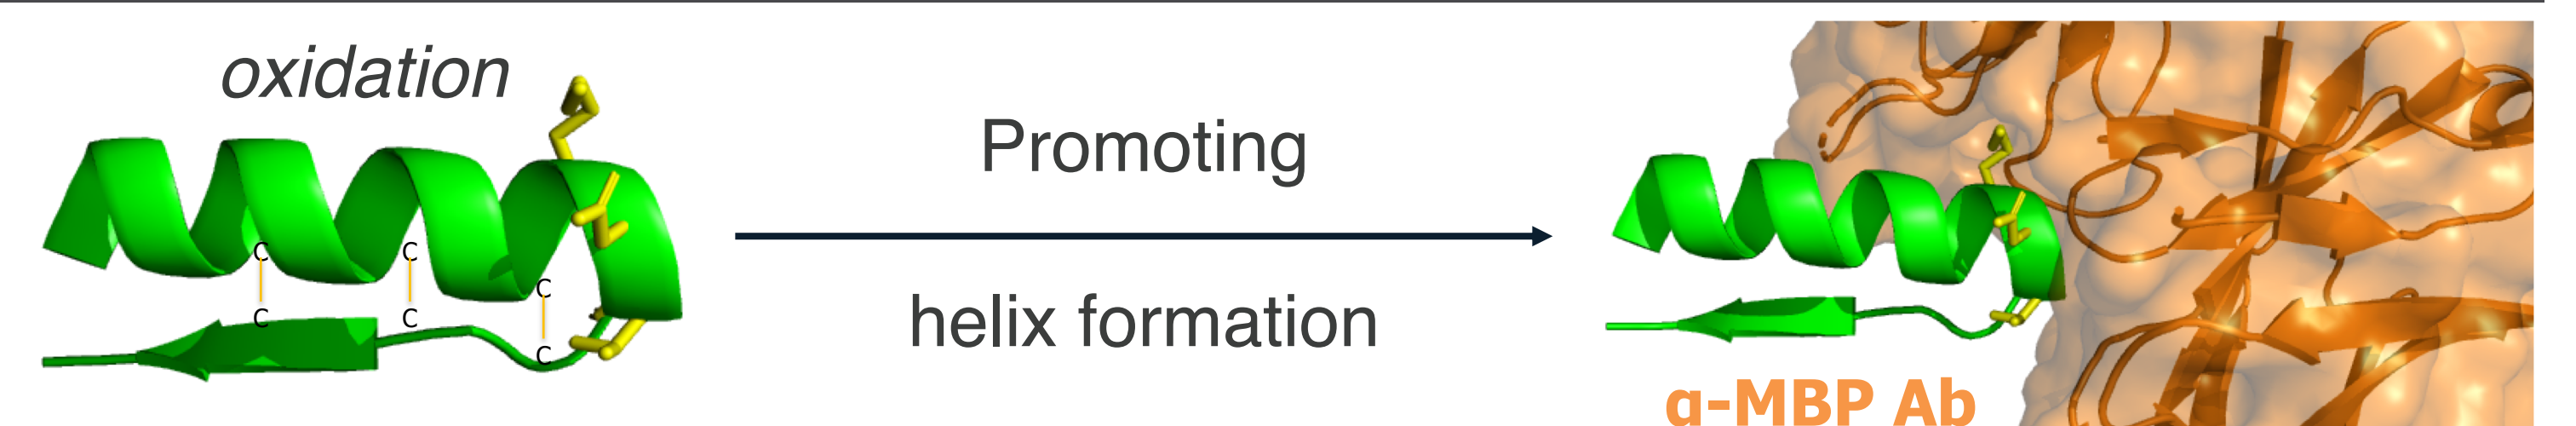 oxidation
Promoting
helix formation
C
C
C
C
C
C
α-MBP Ab